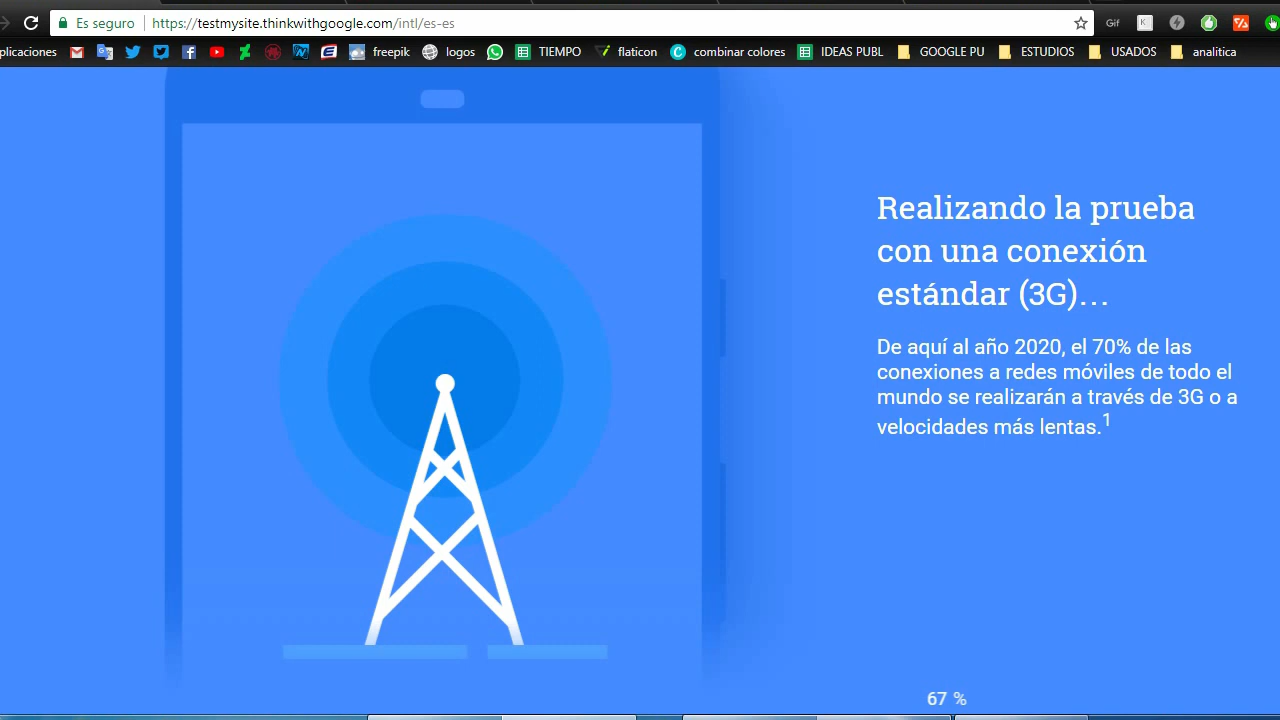 Es seguro
https://testmysite.thinkwithgoogle.com/intl/es-es
Gif
plicaciones
freepik
logos
TIEMPO
flaticon
combinar colores
IDEAS PUBL
GOOGLE PU
ESTUDIOS
USADOS
analitica
Realizando la prueba
con una conexión
estándar (3G)...
De aquí al año 2020, el 70% de las
conexiones a redes móviles de todo el
mundo se realizarán a través de 3G o a
velocidades más lentas.1
67 %